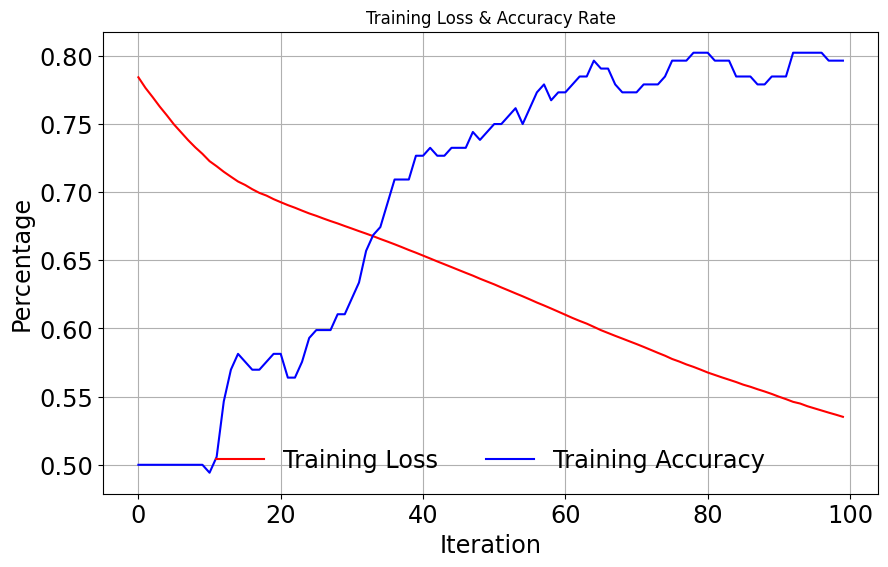 Training Loss & Accuracy Rate
Percentage
0.80
0.75
0.70
0.65
0.60
0.55
0.50
Training Loss Training Accuracy
0 20 40 60 80 100
Iteration